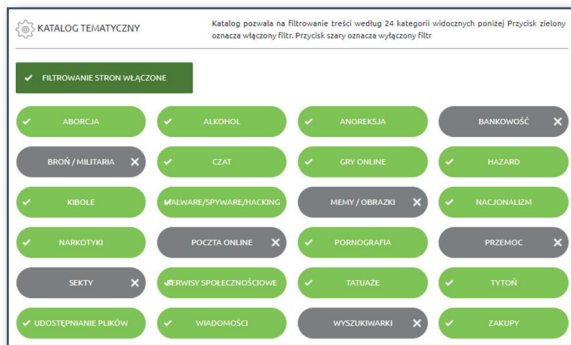 KATALOG TEMATYCZNY
Katalog pozwala na filtrowanie treści według 24 kategorii widocznych poniżej Przycisk zielony
oznacza włączony filtr. Przycisk szary oznacza wyłączony filtr
FILTROWANIE STRON WŁĄCZONE
ABORCJA ALKOHOL ANOREKSJA BANKOWOŚĆ
BROŃ / MILITARIA CZAT GRY ONLINE HAZARD
KIBOLE MALWARE/SPYWARE/HACKING MEMY / OBRAZKI NACJONALIZM
NARKOTYKI POCZTA ONLINE PORNOGRAFIA PRZEMOC
SEKTY SERWISY SPOŁECZNOŚCIOWE TATUAŻE TYTOŃ
UDOSTĘPNIANIE PLIKÓW WIADOMOŚCI WYSZUKIWARKI ZAKUPY